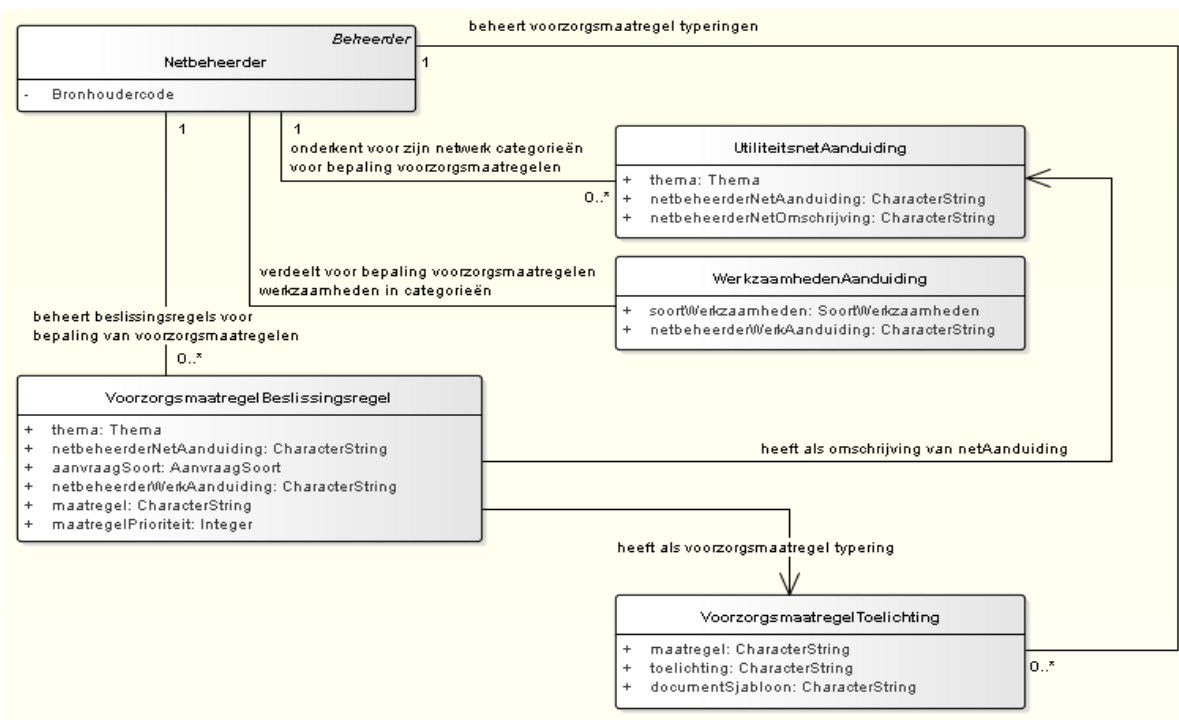 beheert voorzorgsmaatregel typeringen
Beheerder
Netbeheerder
- Bronhoudercode
1
1
1
onderkent voor zijn netwerk categorieën
voor bepaling voorzorgsmaatregelen
0..*
UtiliteitsnetAanduiding
+ thema: Thema
+ netbeheerderNetAanduiding: CharacterString
+ netbeheerderNetOmschrijving: CharacterString
verdeelt voor bepaling voorzorgsmaatregelen
werkzaamheden in categorieën
WerkzaamhedenAanduiding
+ soortWerkzaamheden: SoortWerkzaamheden
+ netbeheerderWerkAanduiding: CharacterString
beheert beslissingsregels voor
bepaling van voorzorgsmaatregelen
0..*
VoorzorgsmaatregelBeslissingsregel
+ thema: Thema
+ netbeheerderNetAanduiding: CharacterString
+ aanvraagSoort: AanvraagSoort
+ netbeheerderWerkAanduiding: CharacterString
+ maatregel: CharacterString
+ maatregelPrioriteit: Integer
heeft als omschrijving van netAanduiding
heeft als voorzorgsmaatregel typering
VoorzorgsmaatregelToelichting
+ maatregel: CharacterString
+ toelichting: CharacterString
+ documentSjabloon: CharacterString
0..*